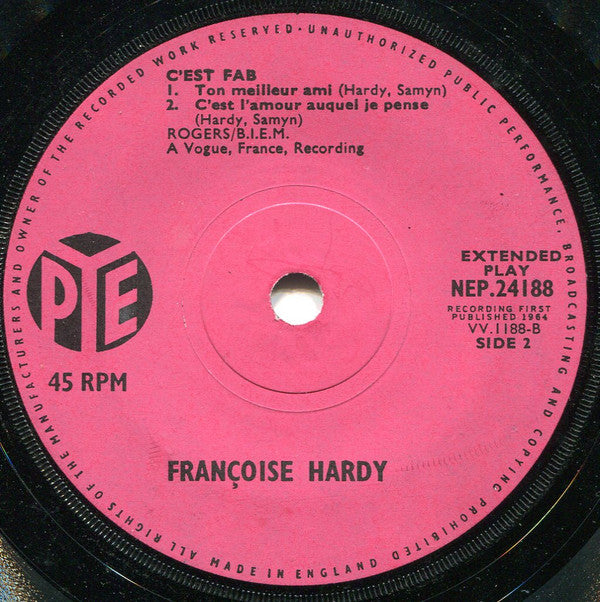 ALL RIGHTS OF THE MANUFACTURERS AND OWNER OF THE RECORDED WORK RESERVED·UNAUTHORIZED PUBLIC PERFORMANCE, BROADCASTING AND COPYING PROHIBITED
C'EST FAB
1. Ton meilleur ami (Hardy, Samyn)
2. C'est l'amour auquel je pense
(Hardy, Samyn)
ROGERS/B.I.E.M.
A Vogue, France, Recording
PYE
45 RPM
EXTENDED
PLAY
NEP.24188
RECORDING FIRST
PUBLISHED 1964
VV.1188-B
SIDE 2
FRANÇOISE HARDY
MADE IN ENGLAND